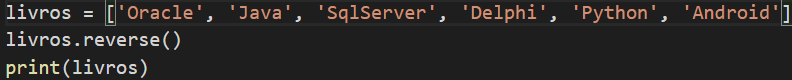 livros = ['Oracle', 'Java', 'SqlServer', 'Delphi', 'Python', 'Android']
livros.reverse()
print(livros)